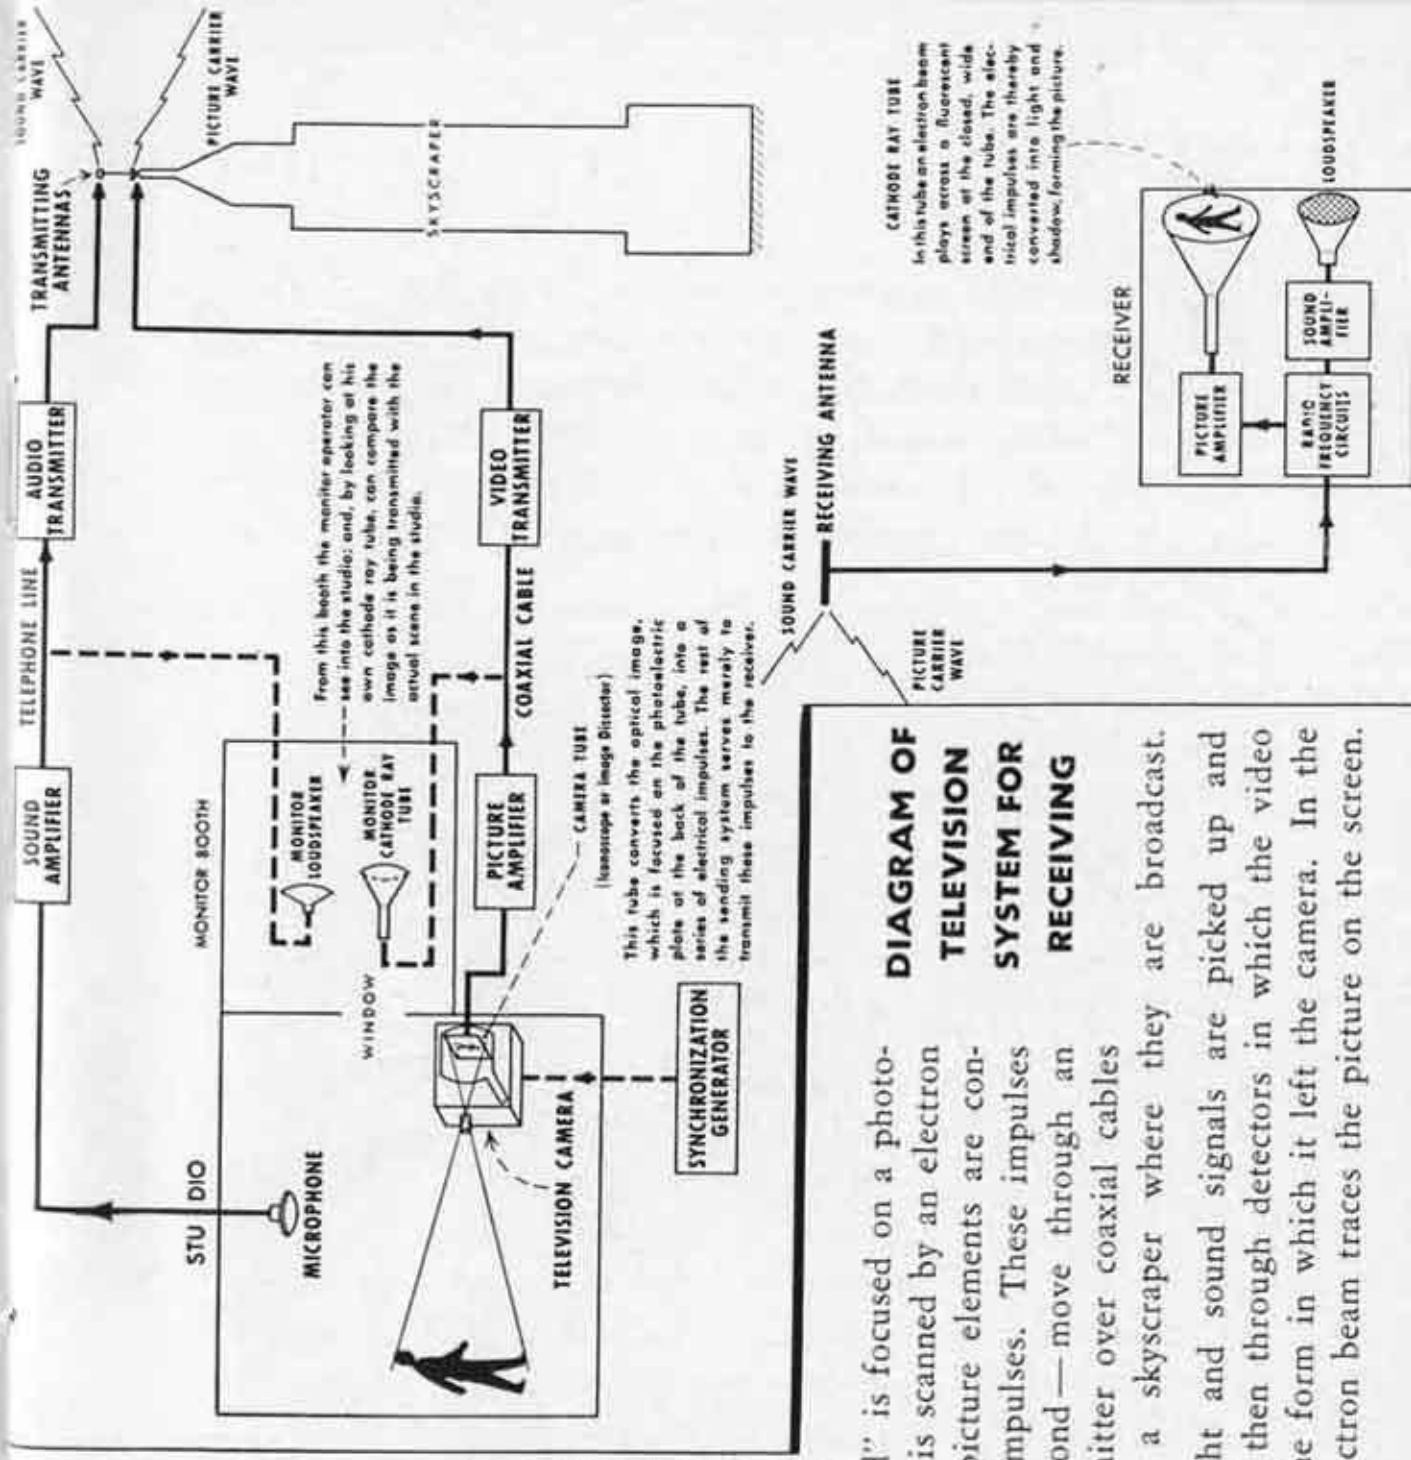 SOUND CARRIER
WAVE
TRANSMITTING
ANTENNAS
PICTURE CARRIER
WAVE
SKYSCRAPER
AUDIO
TRANSMITTER
TELEPHONE LINE
SOUND
AMPLIFIER
MONITOR BOOTH
MONITOR
LOUDSPEAKER
MONITOR
CATHODE RAY
TUBE
From this booth the monitor operator can
see into the studio; and, by looking at his
own cathode ray tube, can compare the
image as it is being transmitted with the
actual scene in the studio.
VIDEO
TRANSMITTER
COAXIAL CABLE
PICTURE
AMPLIFIER
WINDOW
STU DIO
MICROPHONE
TELEVISION CAMERA
SYNCHRONIZATION
GENERATOR
CAMERA TUBE
(Iconoscope or Image Dissector)
This tube converts the optical image,
which is focused on the photoelectric
plate at the back of the tube, into a
series of electrical impulses. The rest of
the sending system serves merely to
transmit these impulses to the receiver.
SOUND CARRIER WAVE
RECEIVING ANTENNA
PICTURE
CARRIER
WAVE
CATHODE RAY TUBE
In this tube an electron beam
plays across a fluorescent
screen at the closed, wide
end of the tube. The elec-
trical impulses are thereby
converted into light and
shadow, forming the picture.
RECEIVER
PICTURE
AMPLIFIER
RADIO
FREQUENCY
CIRCUITS
SOUND
AMPLI-
FIER
LOUDSPEAKER
DIAGRAM OF
TELEVISION
SYSTEM FOR
RECEIVING
" is focused on a photo-
is scanned by an electron
picture elements are con-
mpulses. These impulses
ond—move through an
itter over coaxial cables
a skyscraper where they are broadcast.
ht and sound signals are picked up and
then through detectors in which the video
e form in which it left the camera. In the
ctron beam traces the picture on the screen.